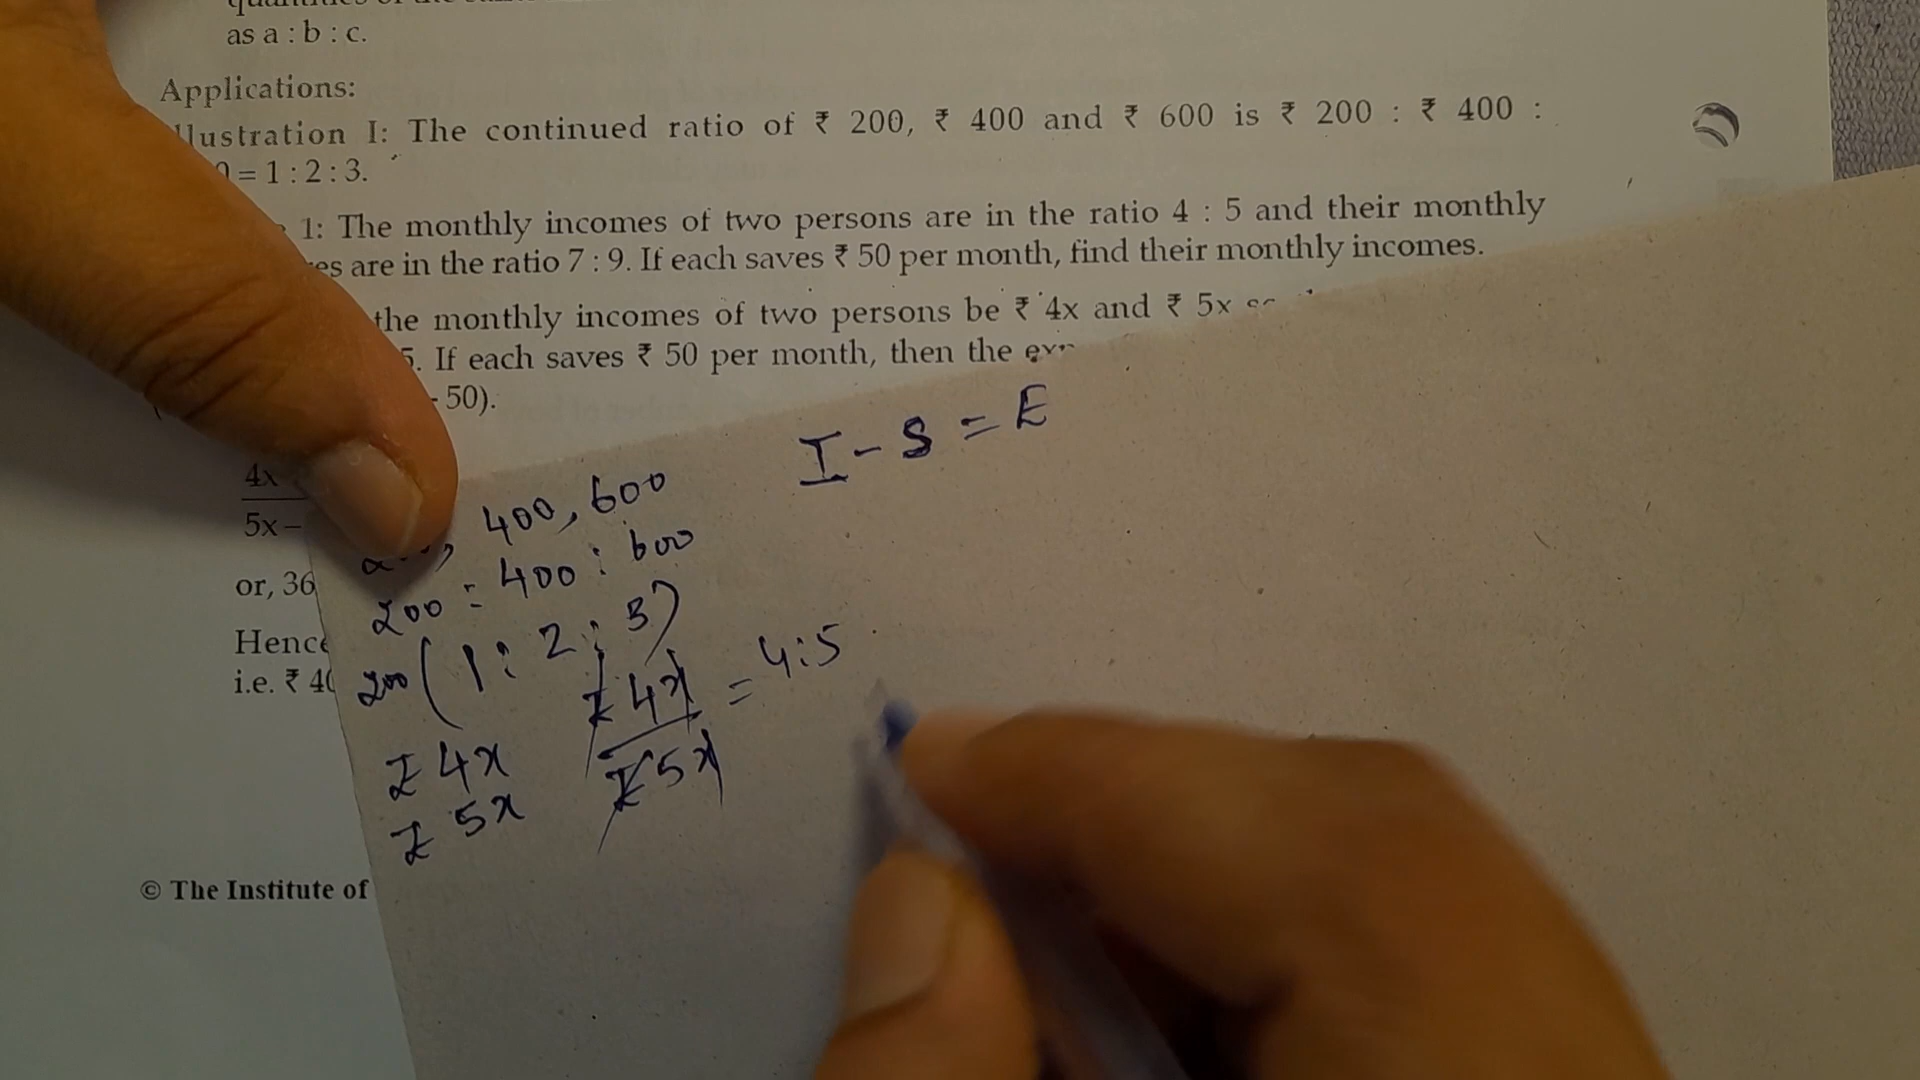 as a : b : c.
Applications:
llustration I: The continued ratio of ₹ 200, ₹ 400 and ₹ 600 is ₹ 200 : ₹ 400 :
= 1 : 2 : 3.
1: The monthly incomes of two persons are in the ratio 4 : 5 and their monthly
es are in the ratio 7 : 9. If each saves ₹ 50 per month, find their monthly incomes.
the monthly incomes of two persons be ₹ 4x and ₹ 5x
5. If each saves ₹ 50 per month, then the
- 50).
I - S = E
4x
5x –
400, 600
200 : 400 : 600
or, 36
200 ( 1 : 2 : 3 )
Hence
i.e. ₹ 40
₹ 4x / ₹ 5x = 4:5
₹ 4x
₹ 5x
© The Institute of